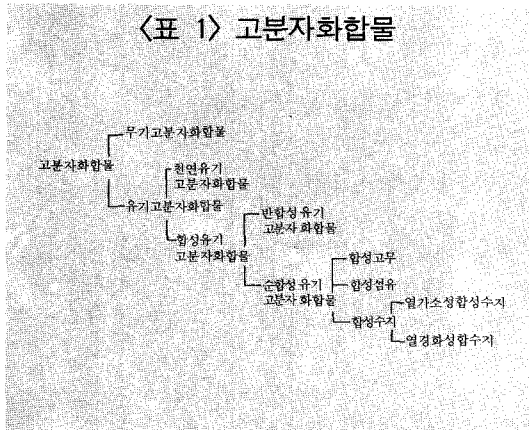 〈표 1〉 고분자화합물
무기고분자화합물
고분자화합물
천연유기
고분자화합물
유기고분자화합물
반합성유기
고분자 화합물
합성유기
고분자화합물
합성고무
순합성유기
고분자 화합물
합성섬유
열가소성합성수지
합성수지
열경화성합수지